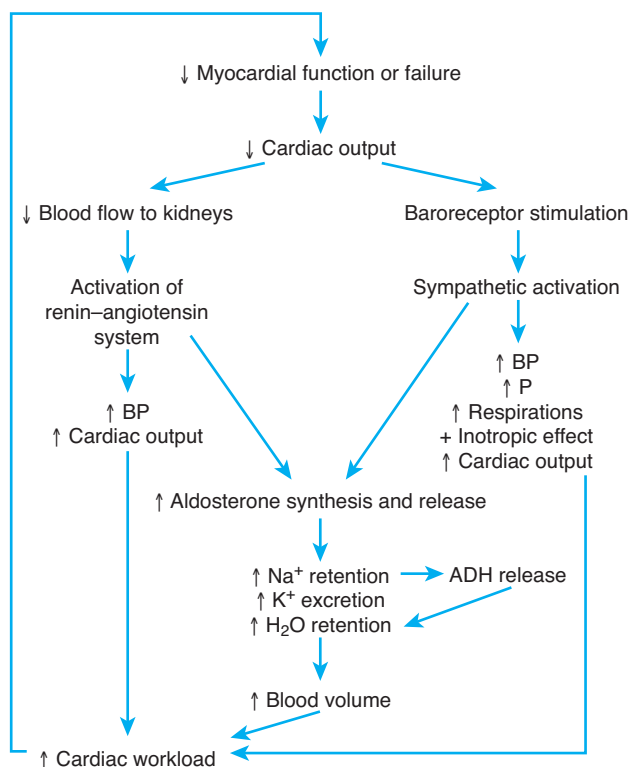 ↓ Myocardial function or failure
↓ Cardiac output
↓ Blood flow to kidneys
Baroreceptor stimulation
Activation of
renin–angiotensin
system
Sympathetic activation
↑ BP
↑ P
↑ Respirations
+ Inotropic effect
↑ Cardiac output
↑ BP
↑ Cardiac output
↑ Aldosterone synthesis and release
↑ Na⁺ retention
ADH release
↑ K⁺ excretion
↑ H₂O retention
↑ Blood volume
↑ Cardiac workload